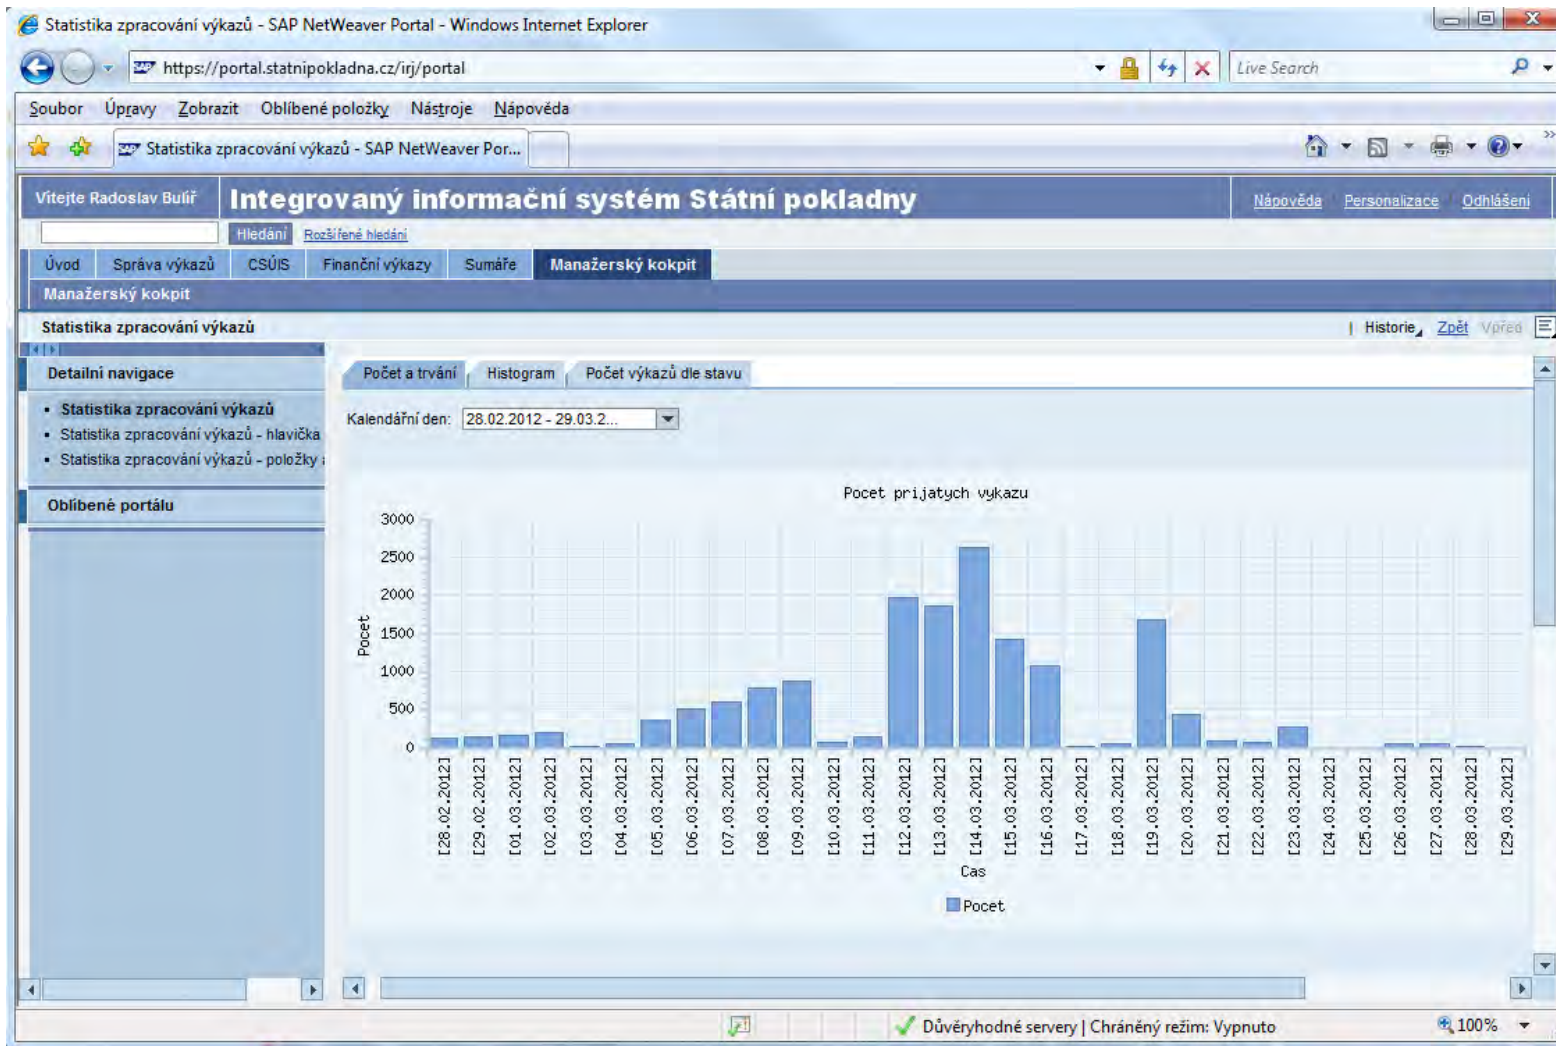 Statistika zpracování výkazů - SAP NetWeaver Portal - Windows Internet Explorer
https://portal.statnipokladna.cz/irj/portal
Live Search
Soubor Úpravy Zobrazit Oblíbené položky Nástroje Nápověda
Statistika zpracování výkazů - SAP NetWeaver Por...
Vítejte Radoslav Bulíř
Integrovaný informační systém Státní pokladny
Nápověda Personalizace Odhlášení
Hledání Rozšířené hledání
Úvod Správa výkazů CSÚIS Finanční výkazy Sumáře Manažerský kokpit
Manažerský kokpit
Statistika zpracování výkazů
Historie Zpět Vpřed
Detailní navigace
Statistika zpracování výkazů
Statistika zpracování výkazů - hlavička
Statistika zpracování výkazů - položky
Oblíbené portálu
Počet a trvání Histogram Počet výkazů dle stavu
Kalendářní den: 28.02.2012 - 29.03.2...
Pocet prijatych vykazu
3000
2500
2000
1500
1000
500
0
Pocet
[28.02.2012]
[29.02.2012]
[01.03.2012]
[02.03.2012]
[03.03.2012]
[04.03.2012]
[05.03.2012]
[06.03.2012]
[07.03.2012]
[08.03.2012]
[09.03.2012]
[10.03.2012]
[11.03.2012]
[12.03.2012]
[13.03.2012]
[14.03.2012]
[15.03.2012]
[16.03.2012]
[17.03.2012]
[18.03.2012]
[19.03.2012]
[20.03.2012]
[21.03.2012]
[22.03.2012]
[23.03.2012]
[24.03.2012]
[25.03.2012]
[26.03.2012]
[27.03.2012]
[28.03.2012]
[29.03.2012]
Cas
Pocet
Důvěryhodné servery | Chráněný režim: Vypnuto
100%